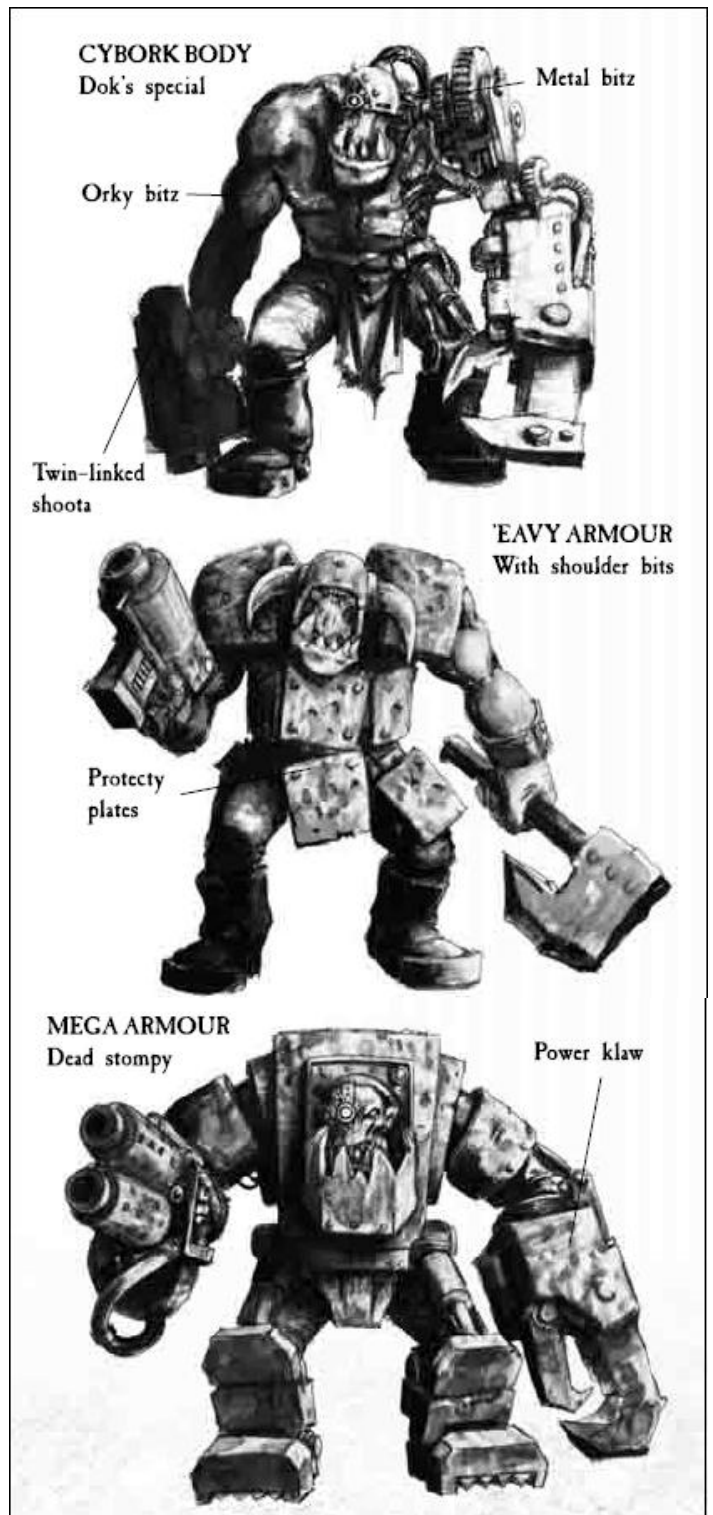 CYBORK BODY
Dok's special
Metal bitz
Orky bitz
Twin-linked
shoota
'EAVY ARMOUR
With shoulder bits
Protecty
plates
MEGA ARMOUR
Dead stompy
Power klaw